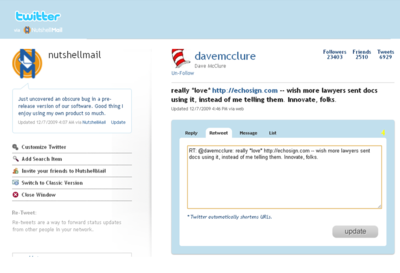 twitter
via NutshellMail
nutshellmail
Just uncovered an obscure bug in a pre-
release version of our software. Good thing I
enjoy using my own product so much.
Updated 12/7/2009 6:57 AM via NutshellMail Update
Customize Twitter
Add Search Item
Invite your friends to NutshellMail
Switch to Classic Version
Close Window
Re-Tweet:
Re-tweets are a way to forward status updates
from other people in your network.
davemcclure
Dave McClure
Un-Follow
Followers Friends Tweets
23403 2510 6929
really "love" http://echosign.com -- wish more lawyers sent docs
using it, instead of me telling them. Innovate, folks.
Updated 12/7/2009 6:46 PM via web
Reply Retweet Message List
RT: @davemcclure: really "love" http://echosign.com -- wish more lawyers sent
docs using it, instead of me telling them. Innovate, folks.
* Twitter automatically shortens URLs.
update